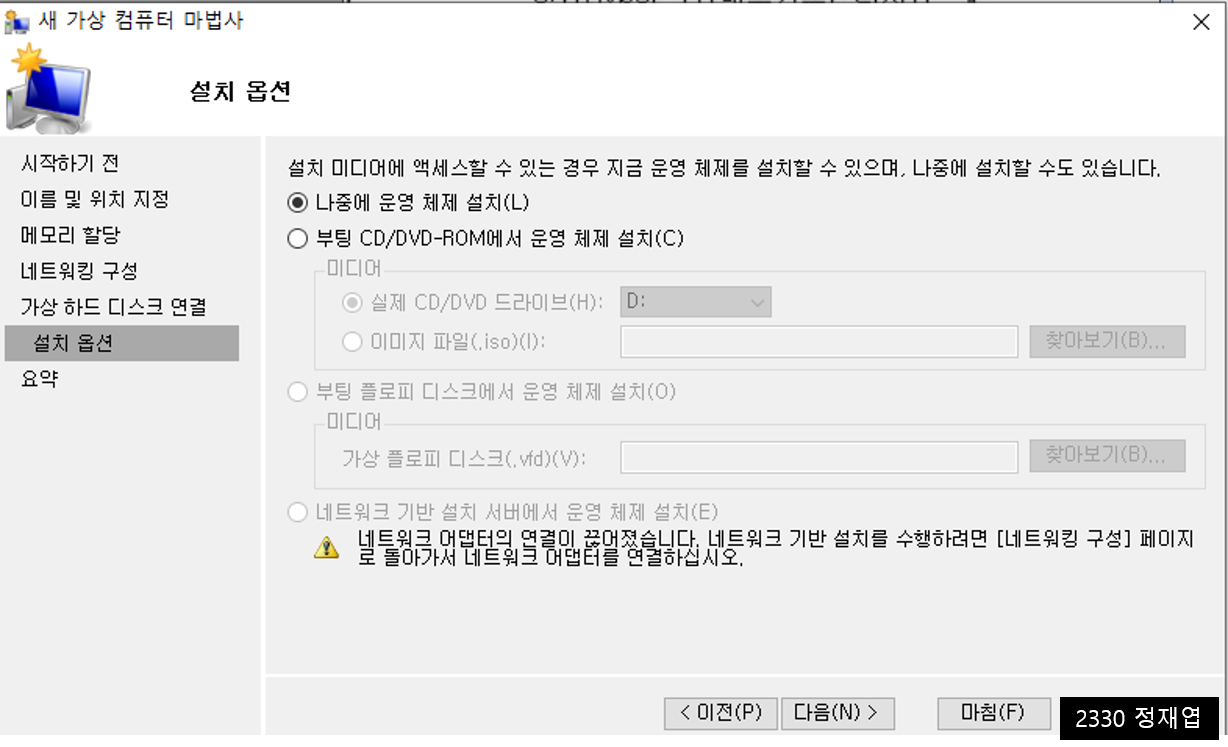 새 가상 컴퓨터 마법사
설치 옵션
시작하기 전
이름 및 위치 지정
메모리 할당
네트워킹 구성
가상 하드 디스크 연결
설치 옵션
요약
설치 미디어에 액세스할 수 있는 경우 지금 운영 체제를 설치할 수 있으며, 나중에 설치할 수도 있습니다.
나중에 운영 체제 설치(L)
부팅 CD/DVD-ROM에서 운영 체제 설치(C)
미디어
실제 CD/DVD 드라이브(H): D:
이미지 파일(.iso)(I): 찾아보기(B)...
부팅 플로피 디스크에서 운영 체제 설치(O)
미디어
가상 플로피 디스크(.vfd)(V): 찾아보기(B)...
네트워크 기반 설치 서버에서 운영 체제 설치(E)
네트워크 어댑터의 연결이 끊어졌습니다. 네트워크 기반 설치를 수행하려면 [네트워킹 구성] 페이지
로 돌아가서 네트워크 어댑터를 연결하십시오.
< 이전(P) 다음(N) > 마침(F) 2330 정재엽